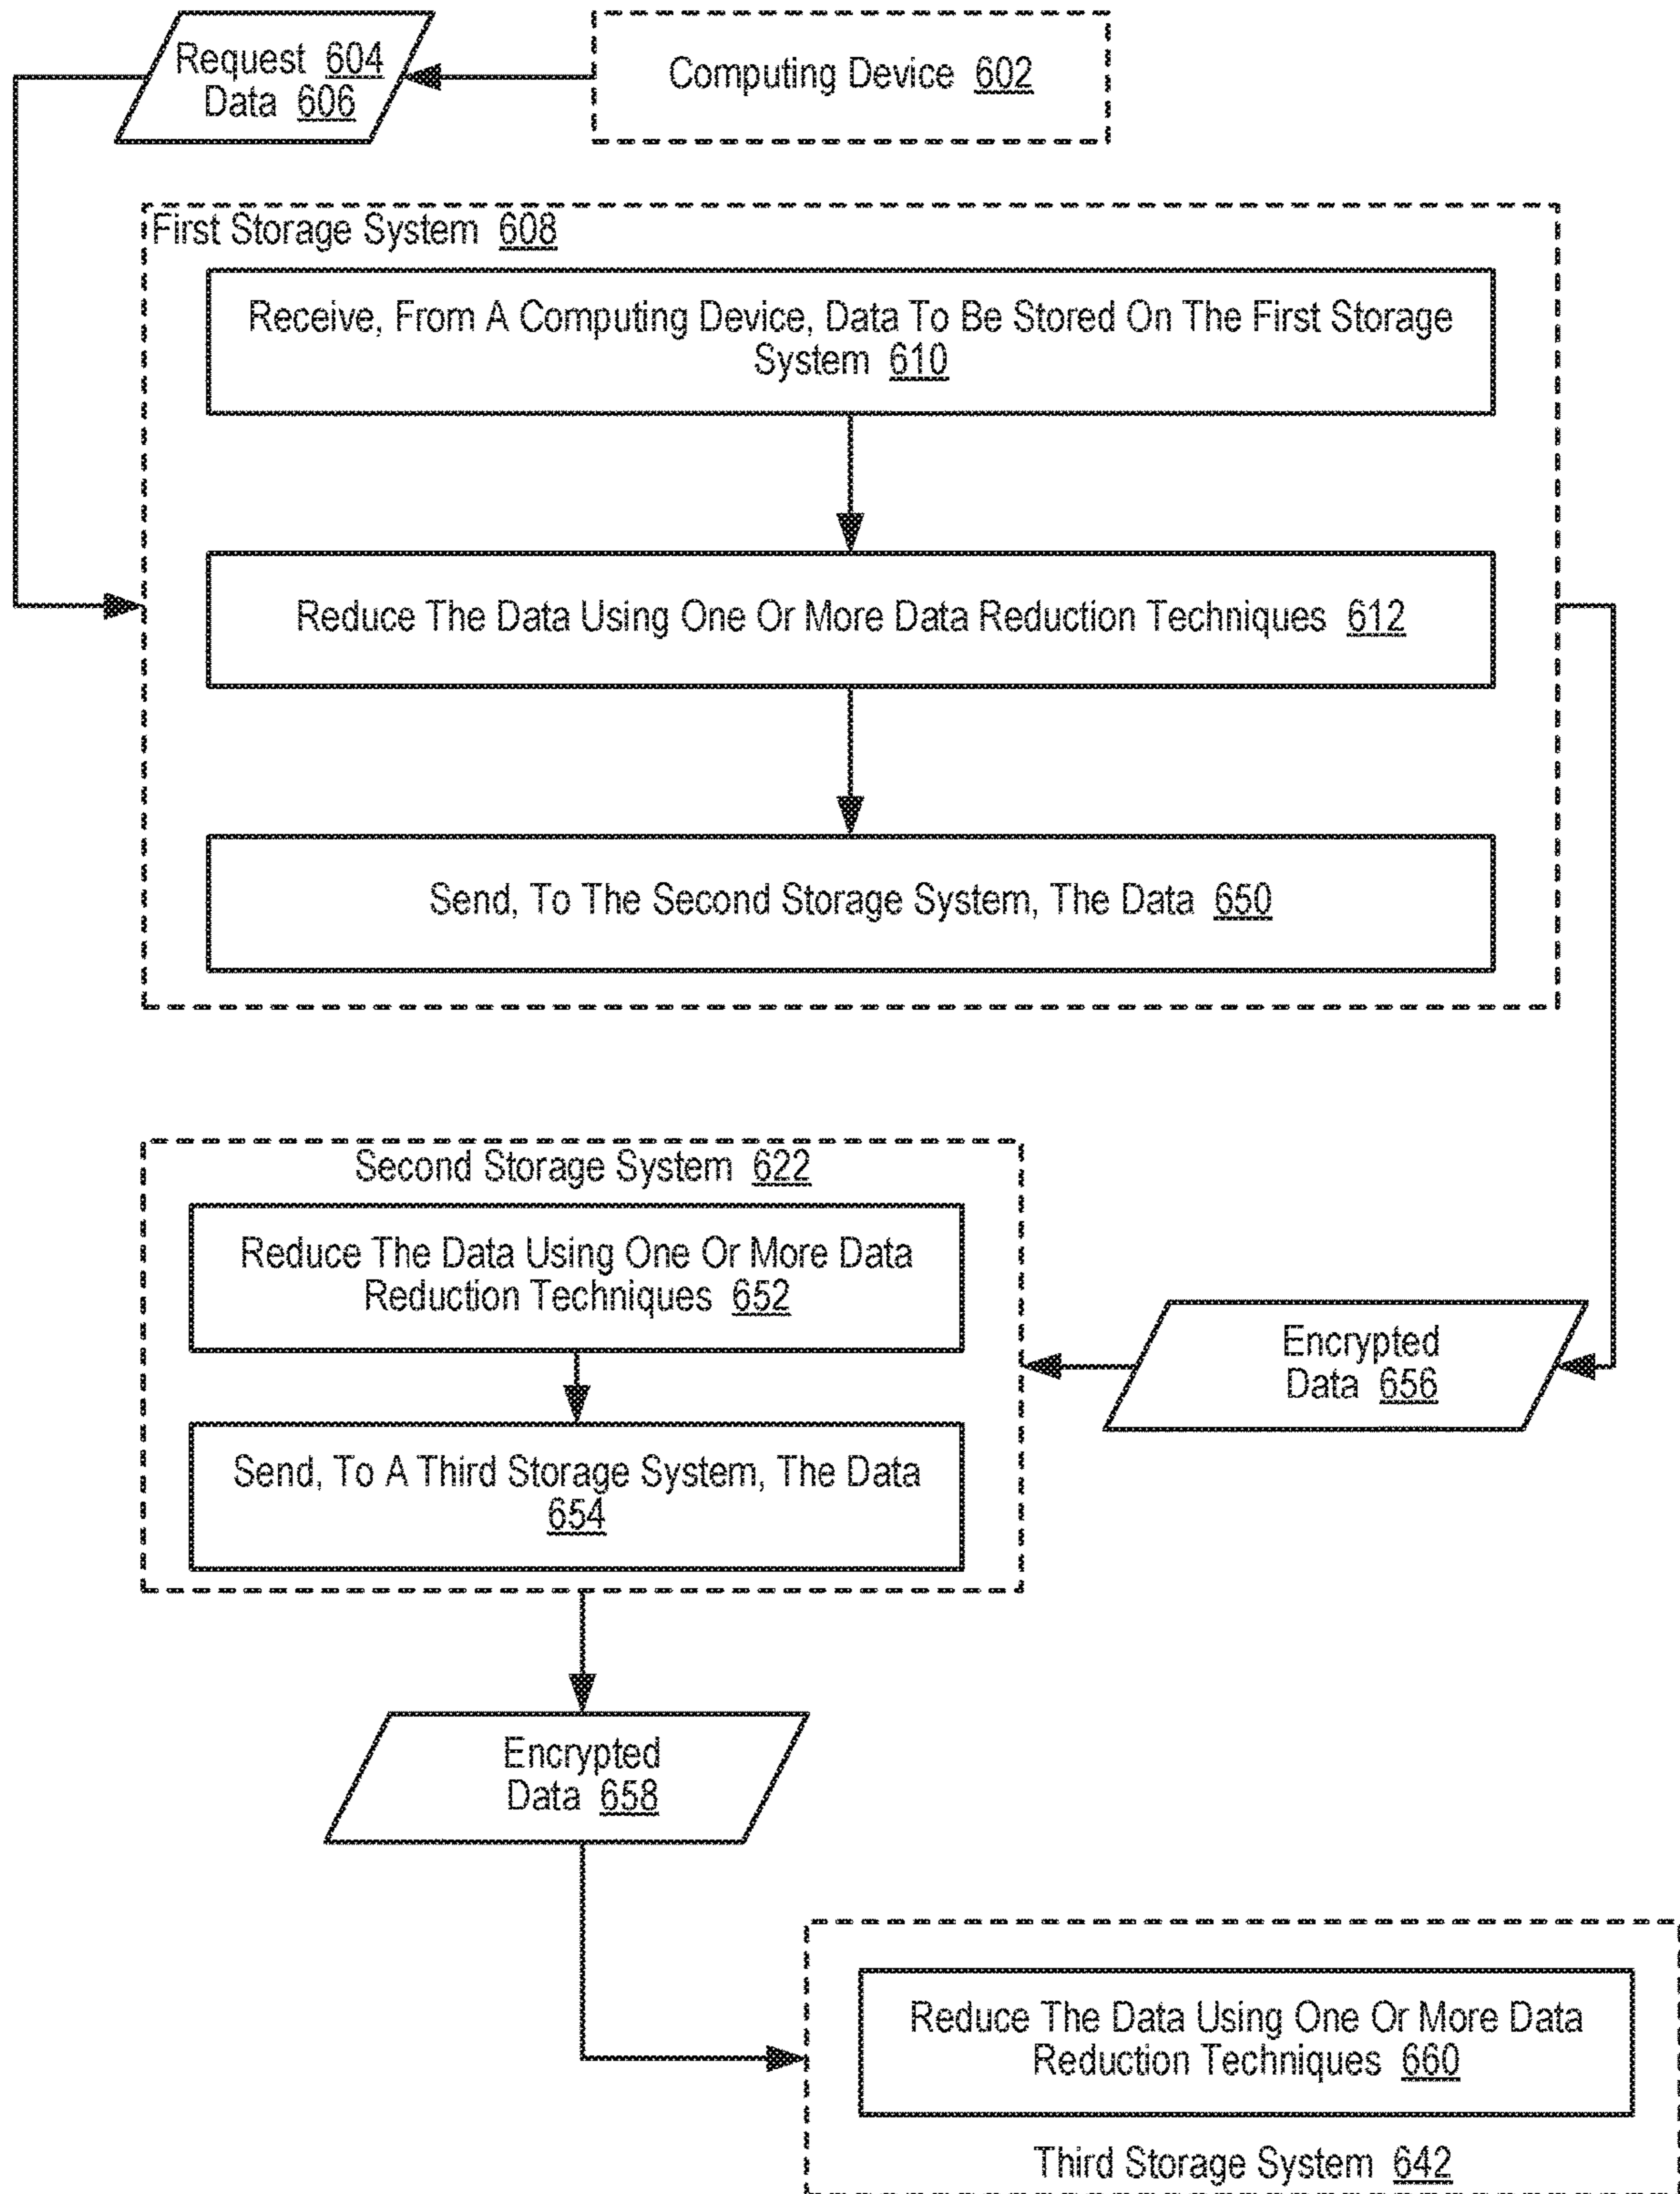 Request 604
Data 606
Computing Device 602
First Storage System 608
Receive, From A Computing Device, Data To Be Stored On The First Storage
System 610
Reduce The Data Using One Or More Data Reduction Techniques 612
Send, To The Second Storage System, The Data 650
Second Storage System 622
Reduce The Data Using One Or More Data
Reduction Techniques 652
Send, To A Third Storage System, The Data
654
Encrypted
Data 656
Encrypted
Data 658
Reduce The Data Using One Or More Data
Reduction Techniques 660
Third Storage System 642